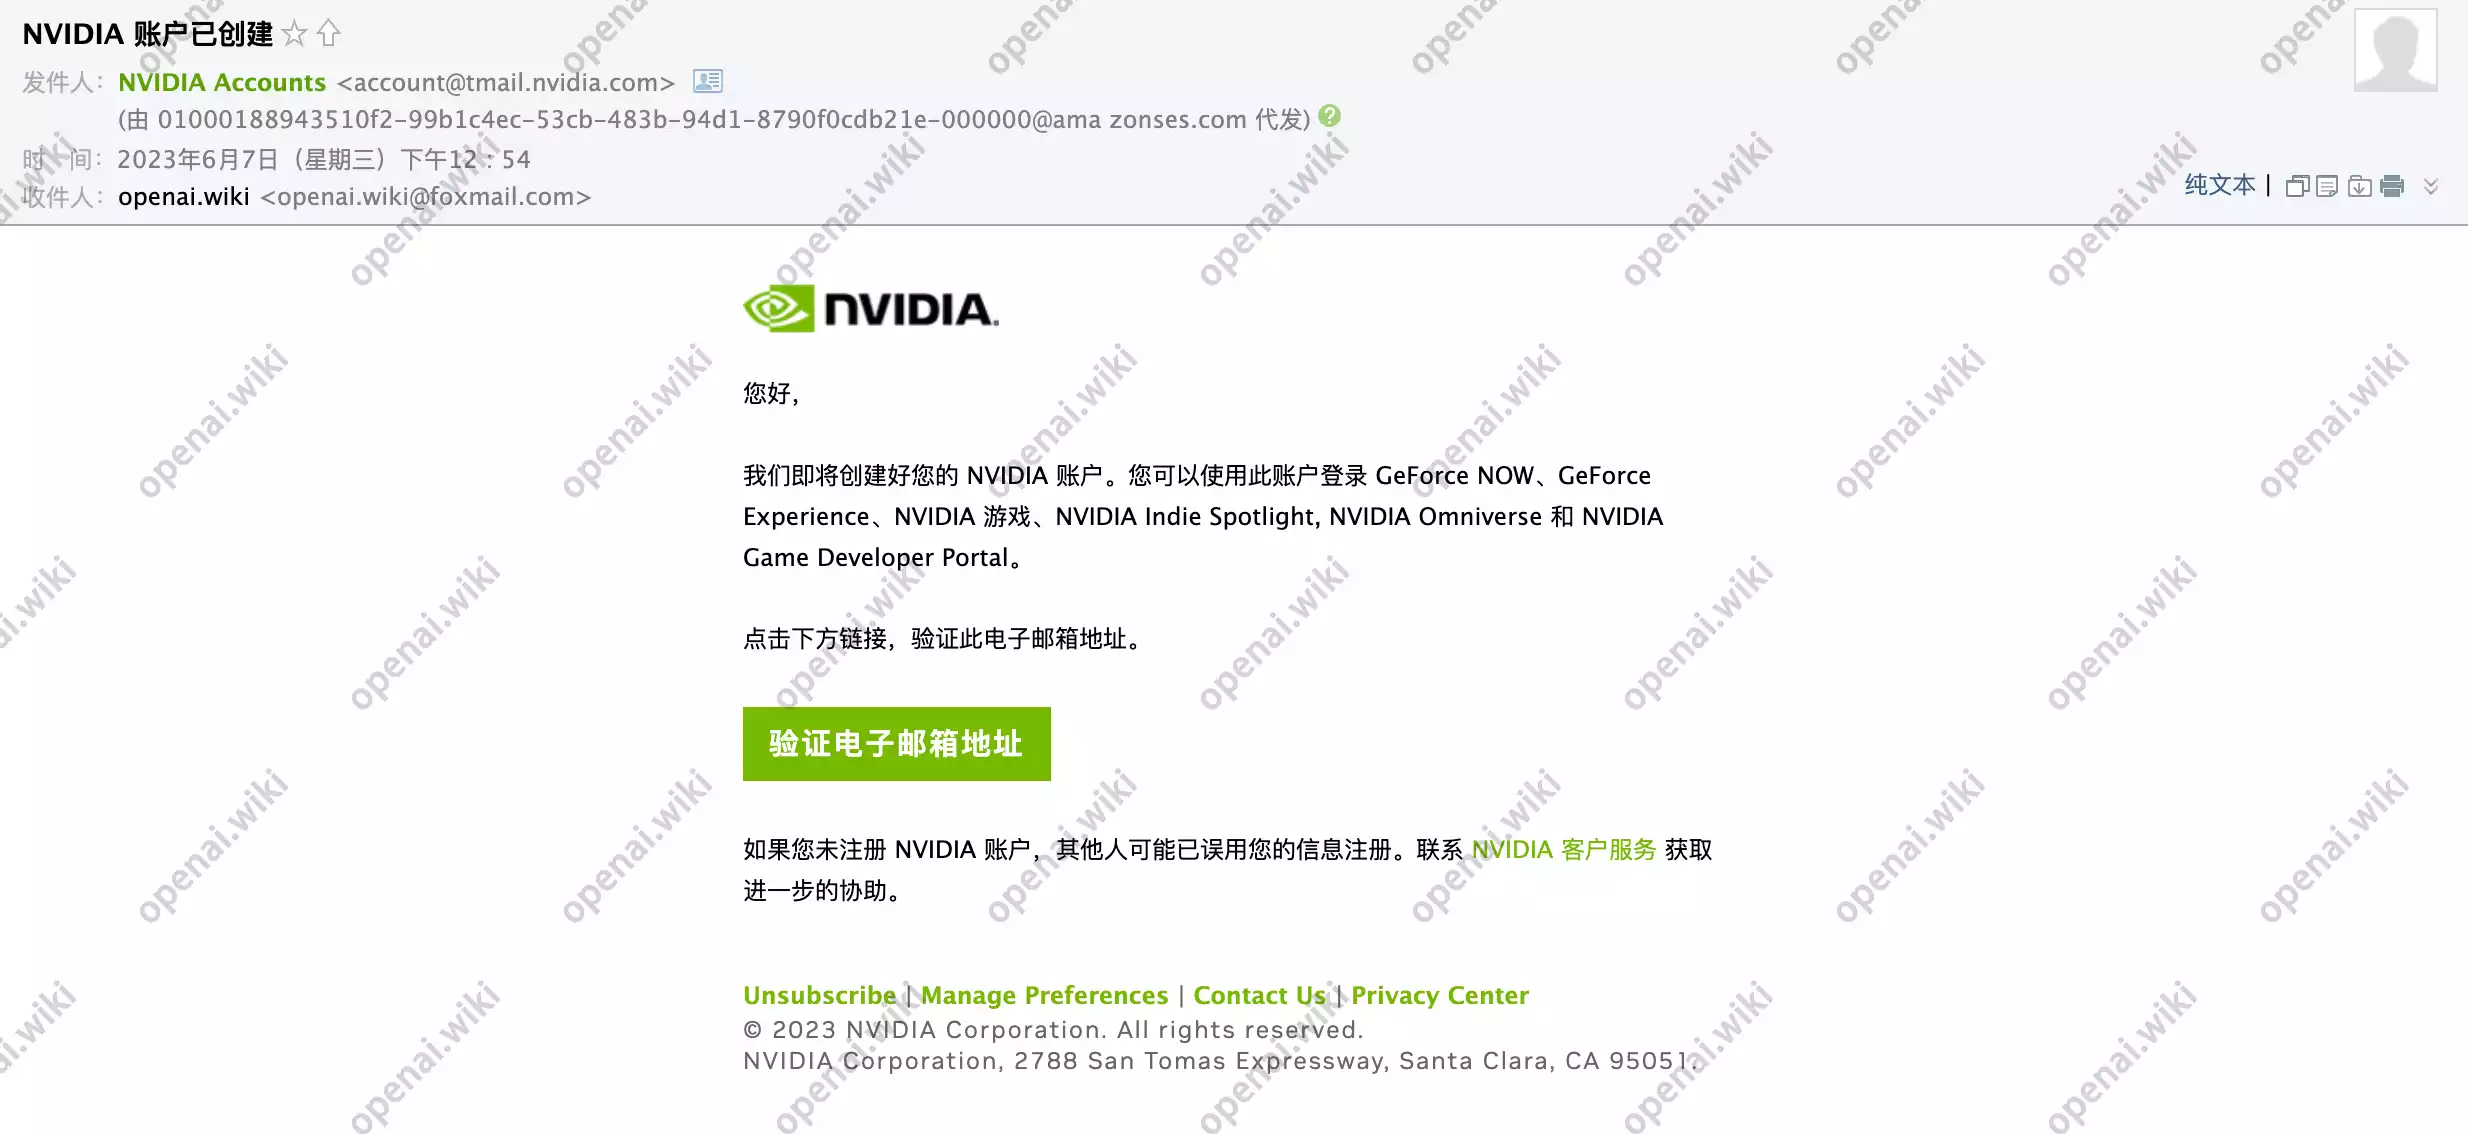 NVIDIA 账户已创建
发件人： NVIDIA Accounts <account@tmail.nvidia.com>
(由 01000188943510f2-99b1c4ec-53cb-483b-94d1-8790f0cdb21e-000000@ama zonses.com 代发)
时 间： 2023年6月7日（星期三）下午12：54
收件人： openai.wiki <openai.wiki@foxmail.com>
纯文本 |
NVIDIA.
您好，
我们即将创建好您的 NVIDIA 账户。您可以使用此账户登录 GeForce NOW、GeForce
Experience、NVIDIA 游戏、NVIDIA Indie Spotlight, NVIDIA Omniverse 和 NVIDIA
Game Developer Portal。
点击下方链接，验证此电子邮箱地址。
验证电子邮箱地址
如果您未注册 NVIDIA 账户，其他人可能已误用您的信息注册。联系 NVIDIA 客户服务 获取
进一步的协助。
Unsubscribe | Manage Preferences | Contact Us | Privacy Center
© 2023 NVIDIA Corporation. All rights reserved.
NVIDIA Corporation, 2788 San Tomas Expressway, Santa Clara, CA 95051.
openai.wiki